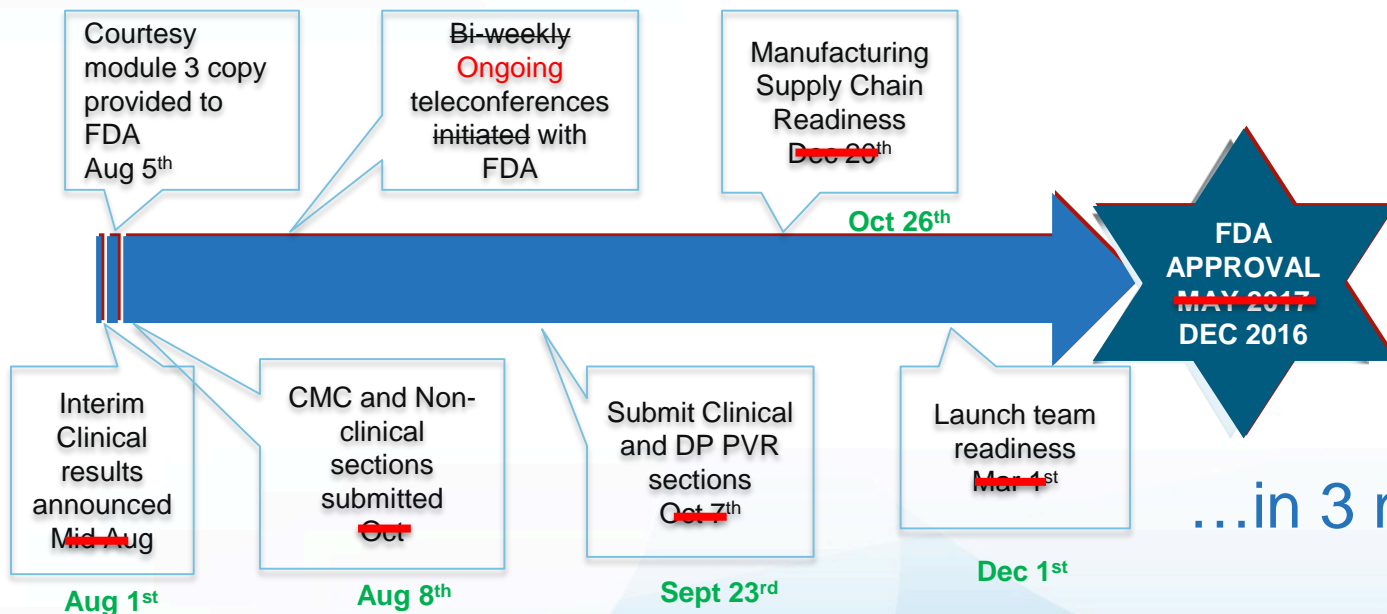 Courtesy
module 3 copy
provided to
FDA
Aug 5th
Bi-weekly
Ongoing
teleconferences
initiated with
FDA
Manufacturing
Supply Chain
Readiness
Dec 20th
Oct 26th
FDA
APPROVAL
MAY 2017
DEC 2016
Interim
Clinical
results
announced
Mid Aug
Aug 1st
CMC and Non-
clinical
sections
submitted
Oct
Aug 8th
Submit Clinical
and DP PVR
sections
Oct 7th
Sept 23rd
Launch team
readiness
Mar 1st
Dec 1st
...in 3